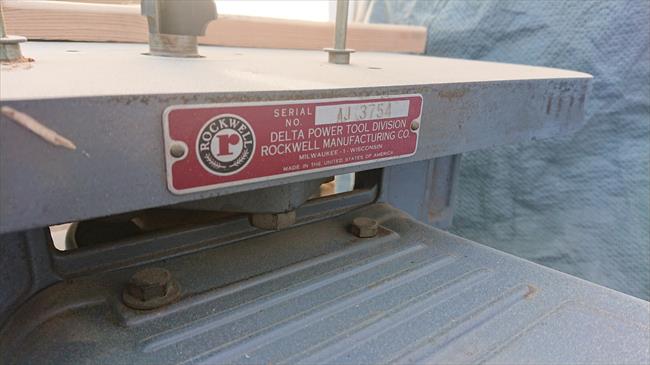 SERIAL
NO. AJ 3754
ROCKWELL
r
DELTA POWER TOOL DIVISION
ROCKWELL MANUFACTURING CO.
MILWAUKEE - 1 - WISCONSIN
MADE IN THE UNITED STATES OF AMERICA